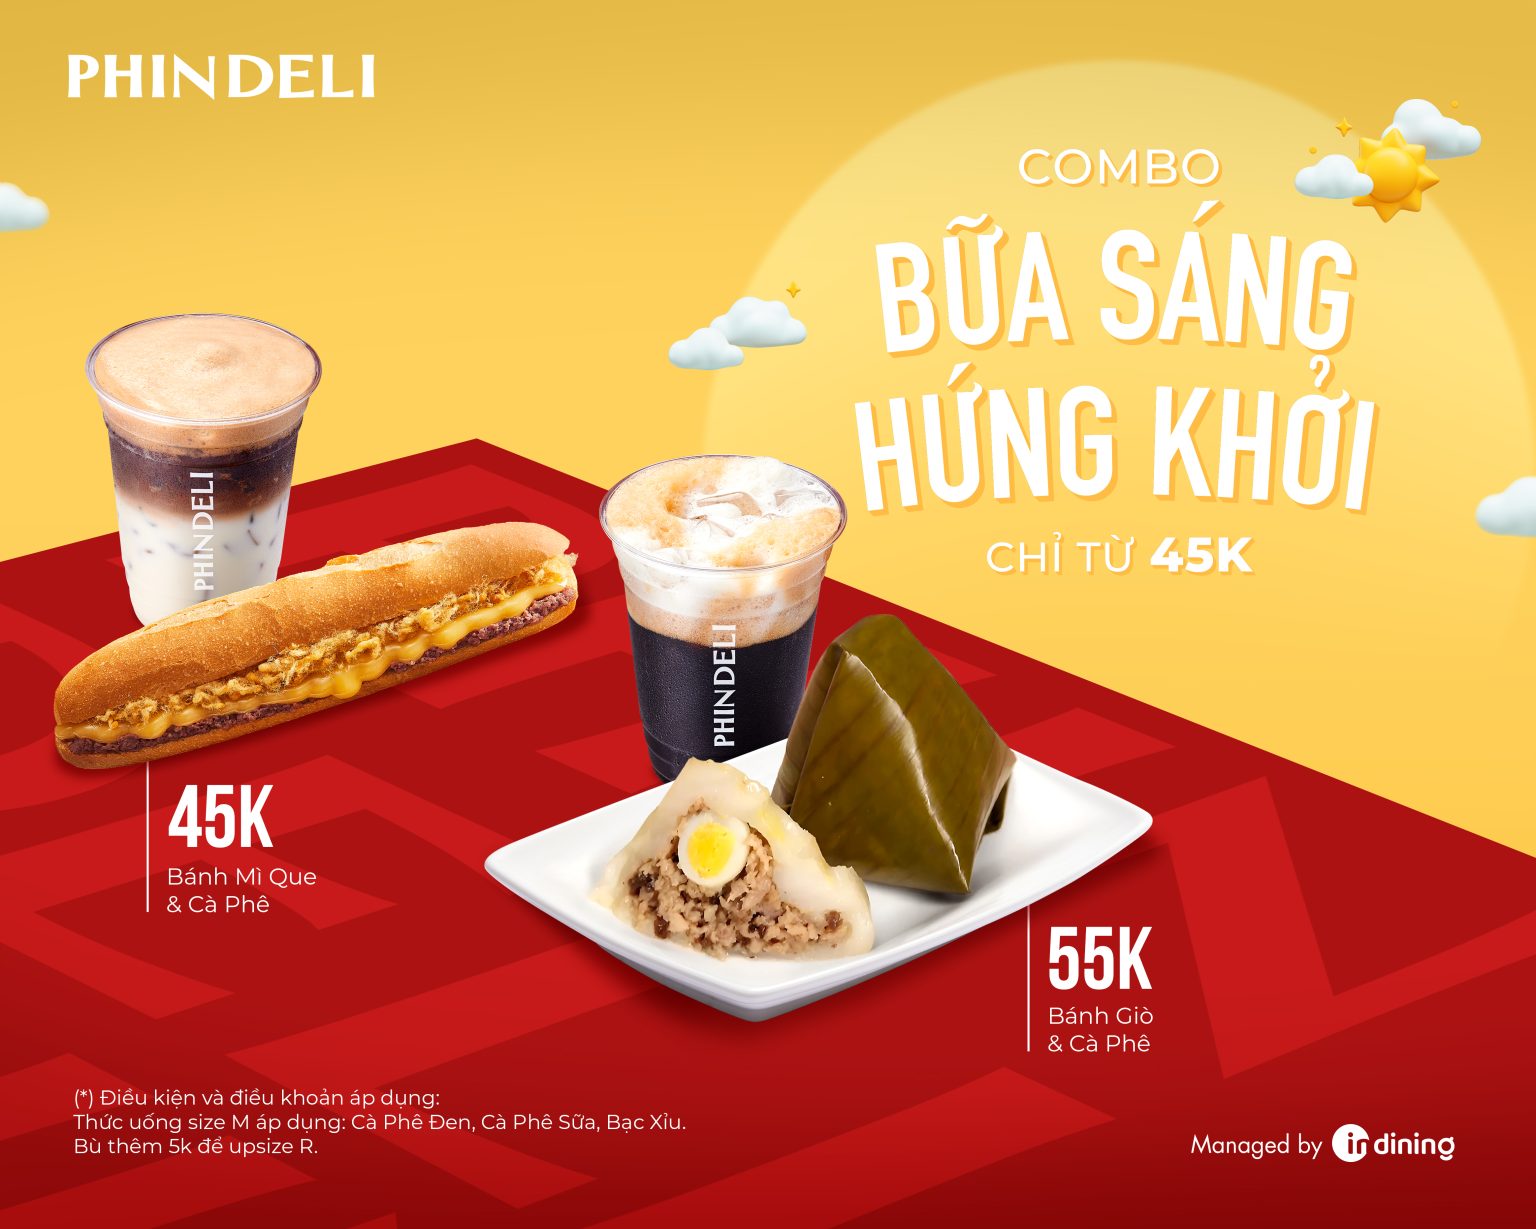 PHINDELI
COMBO
BỮA SÁNG
HỨNG KHỞI
CHỈ TỪ 45K
PHINDELI
PHINDELI
45K
Bánh Mì Que
& Cà Phê
55K
Bánh Giò
& Cà Phê
(*) Điều kiện và điều khoản áp dụng:
Thức uống size M áp dụng: Cà Phê Đen, Cà Phê Sữa, Bạc Xỉu.
Bù thêm 5k để upsize R.
Managed by in dining